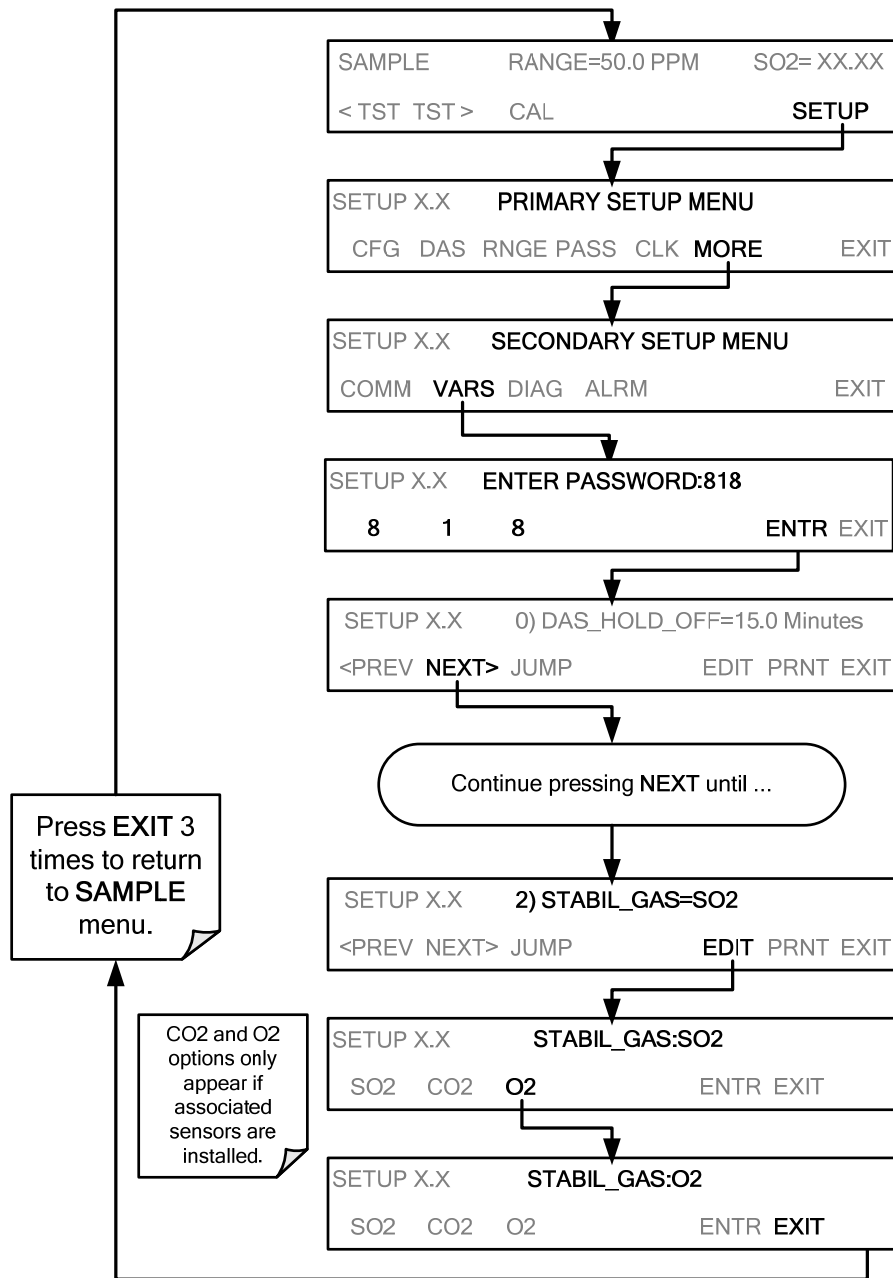 SAMPLE RANGE=50.0 PPM SO2= XX.XX
< TST TST > CAL SETUP
SETUP X.X PRIMARY SETUP MENU
CFG DAS RNGE PASS CLK MORE EXIT
SETUP X.X SECONDARY SETUP MENU
COMM VARS DIAG ALRM EXIT
SETUP X.X ENTER PASSWORD:818
8 1 8 ENTR EXIT
SETUP X.X 0) DAS_HOLD_OFF=15.0 Minutes
<PREV NEXT> JUMP EDIT PRNT EXIT
Continue pressing NEXT until ...
Press EXIT 3
times to return
to SAMPLE
menu.
SETUP X.X 2) STABIL_GAS=SO2
<PREV NEXT> JUMP EDIT PRNT EXIT
CO2 and O2
options only
appear if
associated
sensors are
installed.
SETUP X.X STABIL_GAS:SO2
SO2 CO2 O2 ENTR EXIT
SETUP X.X STABIL_GAS:O2
SO2 CO2 O2 ENTR EXIT